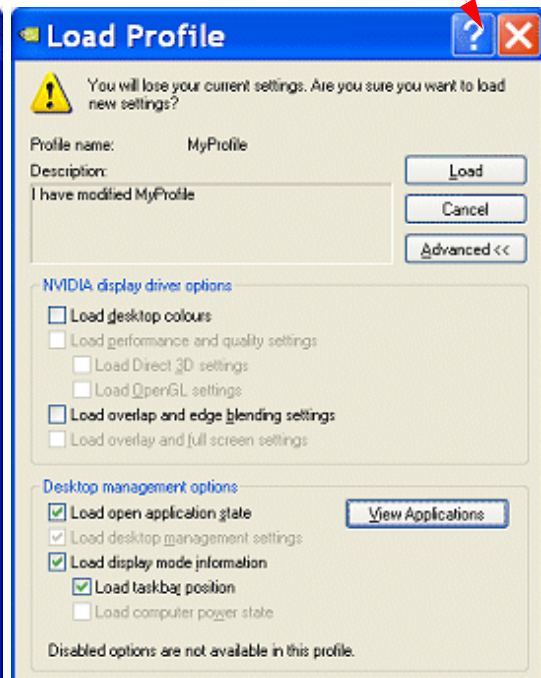 Load Profile
?
You will lose your current settings. Are you sure you want to load
new settings?
Profile name: MyProfile
Description:
I have modified MyProfile
Load
Cancel
Advanced <<
NVIDIA display driver options
Load desktop colours
Load performance and quality settings
Load Direct 3D settings
Load OpenGL settings
Load overlap and edge blending settings
Load overlay and full screen settings
Desktop management options
Load open application state
View Applications
Load desktop management settings
Load display mode information
Load taskbar position
Load computer power state
Disabled options are not available in this profile.